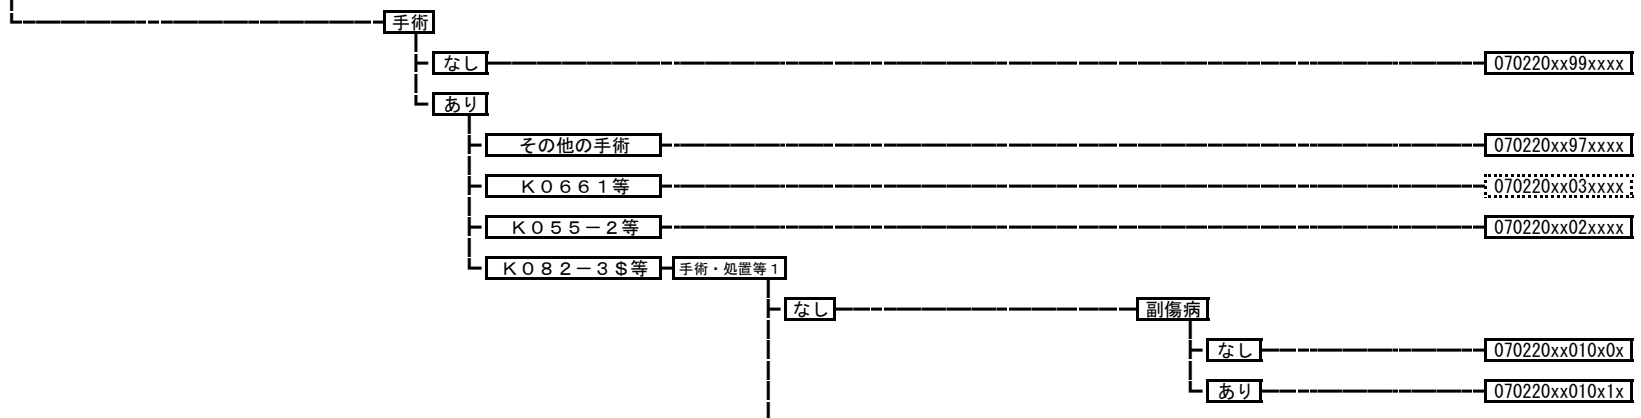 手術
なし 070220xx99xxxx
あり
その他の手術 070220xx97xxxx
Ｋ０６６１等 070220xx03xxxx
Ｋ０５５－２等 070220xx02xxxx
Ｋ０８２－３＄等 手術・処置等１
なし 副傷病
なし 070220xx010x0x
あり 070220xx010x1x